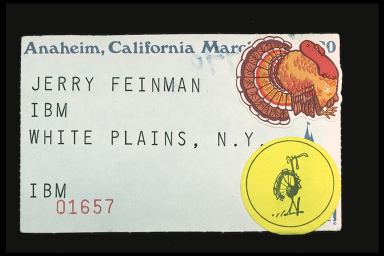 Anaheim, California
JERRY FEINMAN
IBM
WHITE PLAINS, N.Y.
IBM
01657